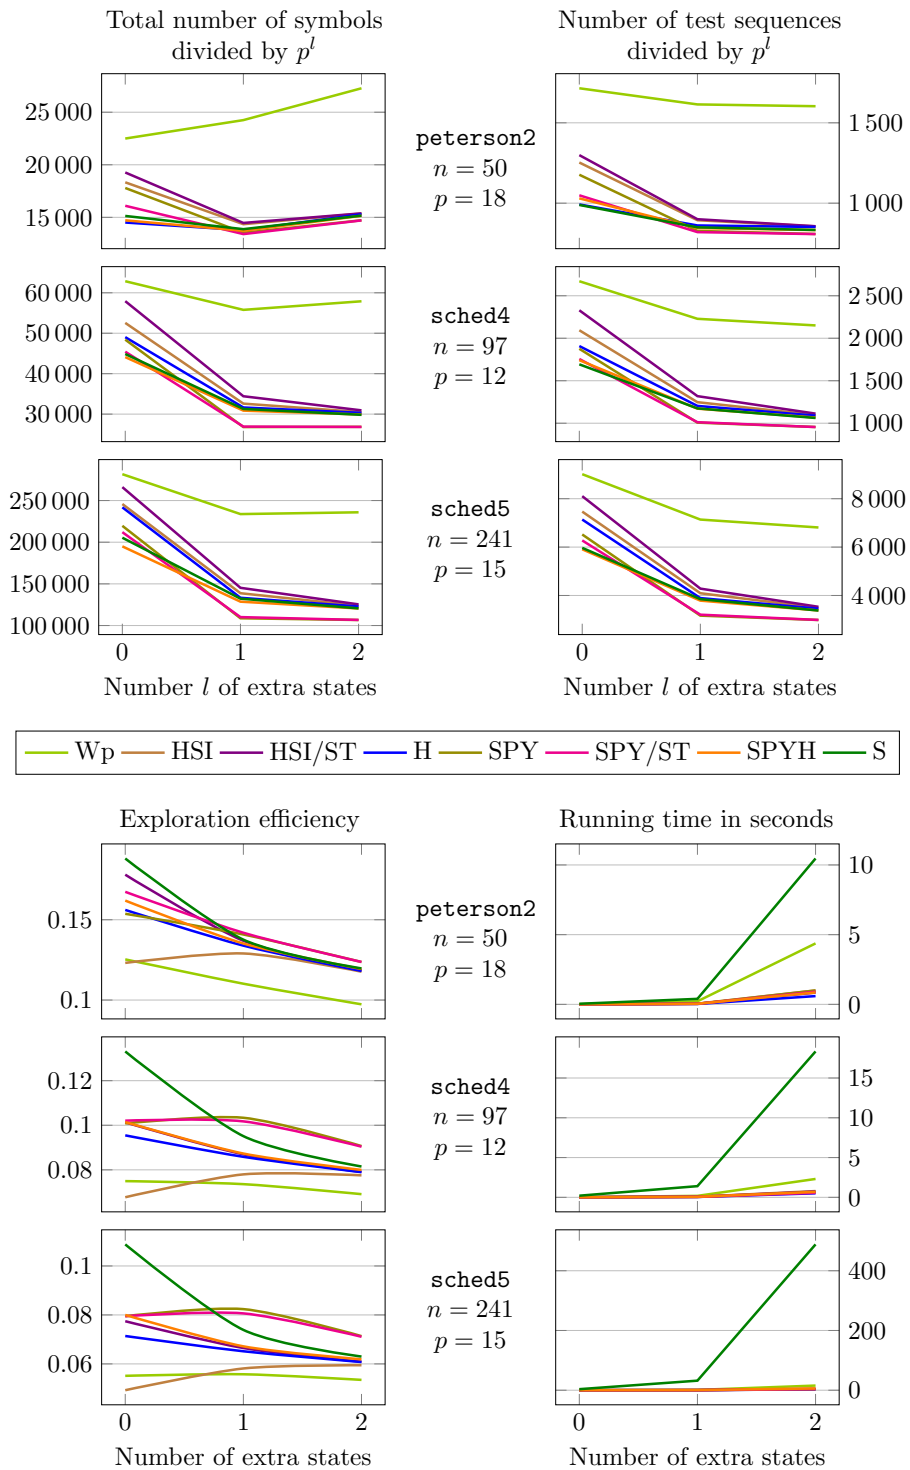 Total number of symbols
divided by p^l
Number of test sequences
divided by p^l
25 000
20 000
15 000
peterson2
n = 50
p = 18
1 500
1 000
60 000
50 000
40 000
30 000
sched4
n = 97
p = 12
2 500
2 000
1 500
1 000
250 000
200 000
150 000
100 000
sched5
n = 241
p = 15
8 000
6 000
4 000
0 1 2
0 1 2
Number l of extra states
Number l of extra states
Wp HSI HSI/ST H SPY SPY/ST SPYH S
Exploration efficiency
Running time in seconds
0.15
0.1
peterson2
n = 50
p = 18
10
5
0
0.12
0.1
0.08
sched4
n = 97
p = 12
15
10
5
0
0.1
0.08
0.06
sched5
n = 241
p = 15
400
200
0
0 1 2
0 1 2
Number of extra states
Number of extra states